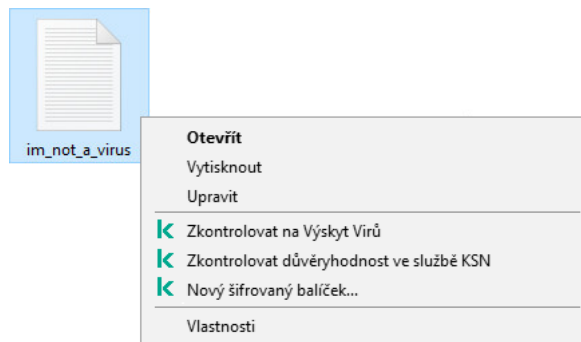 im_not_a_virus
Otevřít
Vytisknout
Upravit
Zkontrolovat na Výskyt Virů
Zkontrolovat důvěryhodnost ve službě KSN
Nový šifrovaný balíček...
Vlastnosti